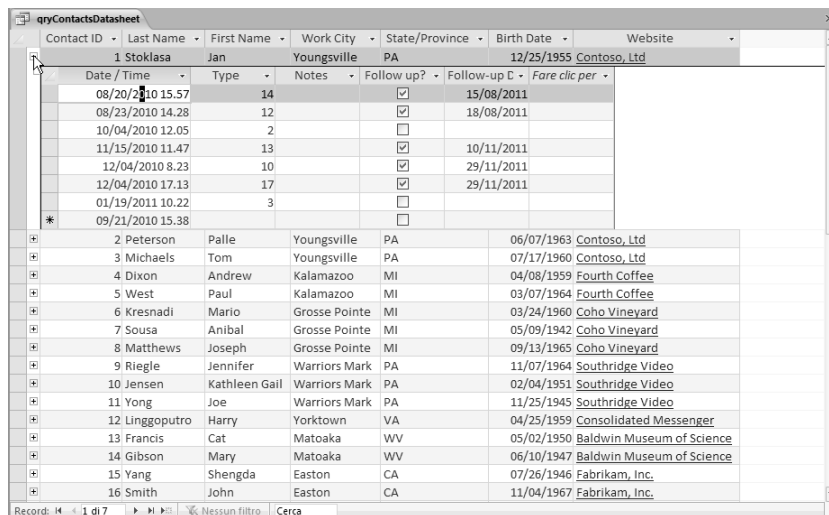 qryContactsDatasheet
Contact ID Last Name First Name Work City State/Province Birth Date Website
1 Stoklasa Jan Youngsville PA 12/25/1955 Contoso, Ltd
Date / Time Type Notes Follow up? Follow-up D Fare clic per
08/20/2010 15.57 14 15/08/2011
08/23/2010 14.28 12 18/08/2011
10/04/2010 12.05 2
11/15/2010 11.47 13 10/11/2011
12/04/2010 8.23 10 29/11/2011
12/04/2010 17.13 17 29/11/2011
01/19/2011 10.22 3
09/21/2010 15.38
2 Peterson Palle Youngsville PA 06/07/1963 Contoso, Ltd
3 Michaels Tom Youngsville PA 07/17/1960 Contoso, Ltd
4 Dixon Andrew Kalamazoo MI 04/08/1959 Fourth Coffee
5 West Paul Kalamazoo MI 03/07/1964 Fourth Coffee
6 Kresnadi Mario Grosse Pointe MI 03/24/1960 Coho Vineyard
7 Sousa Anibal Grosse Pointe MI 05/09/1942 Coho Vineyard
8 Matthews Joseph Grosse Pointe MI 09/13/1965 Coho Vineyard
9 Riegle Jennifer Warriors Mark PA 11/07/1964 Southridge Video
10 Jensen Kathleen Gail Warriors Mark PA 02/04/1951 Southridge Video
11 Yong Joe Warriors Mark PA 11/25/1945 Southridge Video
12 Linggoputro Harry Yorktown VA 04/25/1959 Consolidated Messenger
13 Francis Cat Matoaka WV 05/02/1950 Baldwin Museum of Science
14 Gibson Mary Matoaka WV 06/10/1947 Baldwin Museum of Science
15 Yang Shengda Easton CA 07/26/1946 Fabrikam, Inc.
16 Smith John Easton CA 11/04/1967 Fabrikam, Inc.
Record: 1 di 7 Nessun filtro Cerca